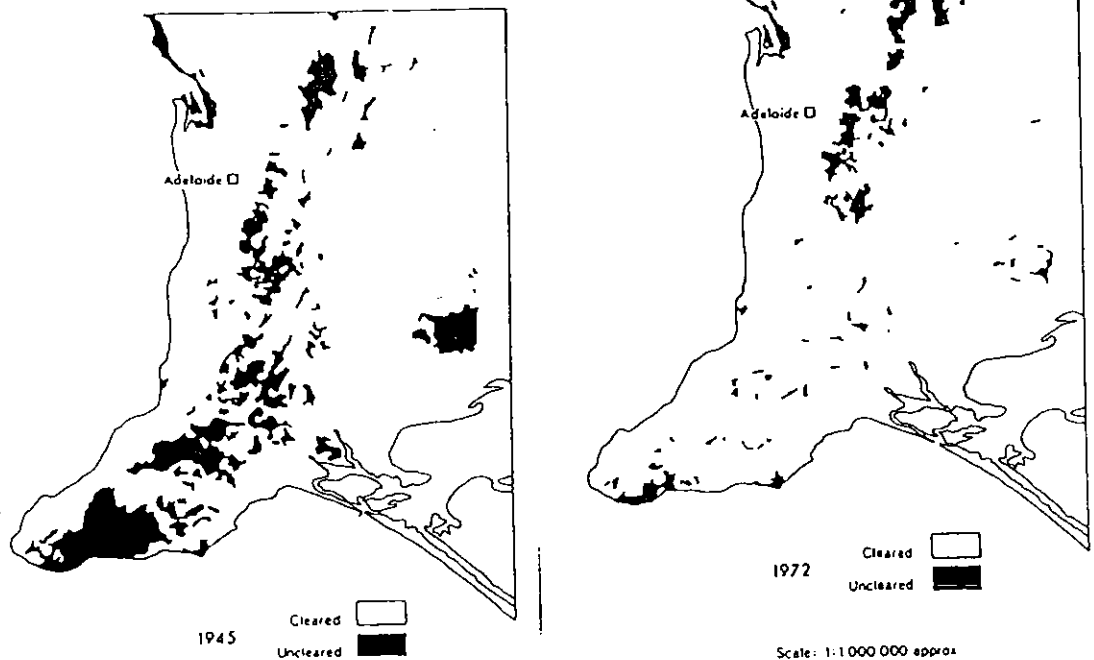 Adelaide
Cleared
1945
Uncleared
Adelaide
Cleared
1972
Uncleared
Scale: 1:1 000 000 approx